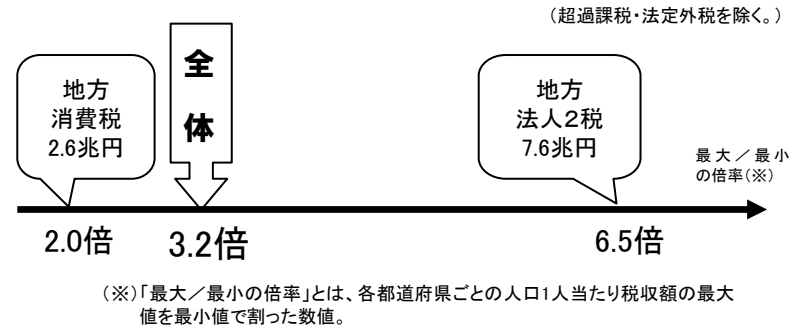 （超過課税・法定外税を除く。）
全
体
地方
消費税
2.6兆円
地方
法人２税
7.6兆円
最大／最小
の倍率（※）
2.0倍
3.2倍
6.5倍
（※）「最大／最小の倍率」とは、各都道府県ごとの人口1人当たり税収額の最大
値を最小値で割った数値。